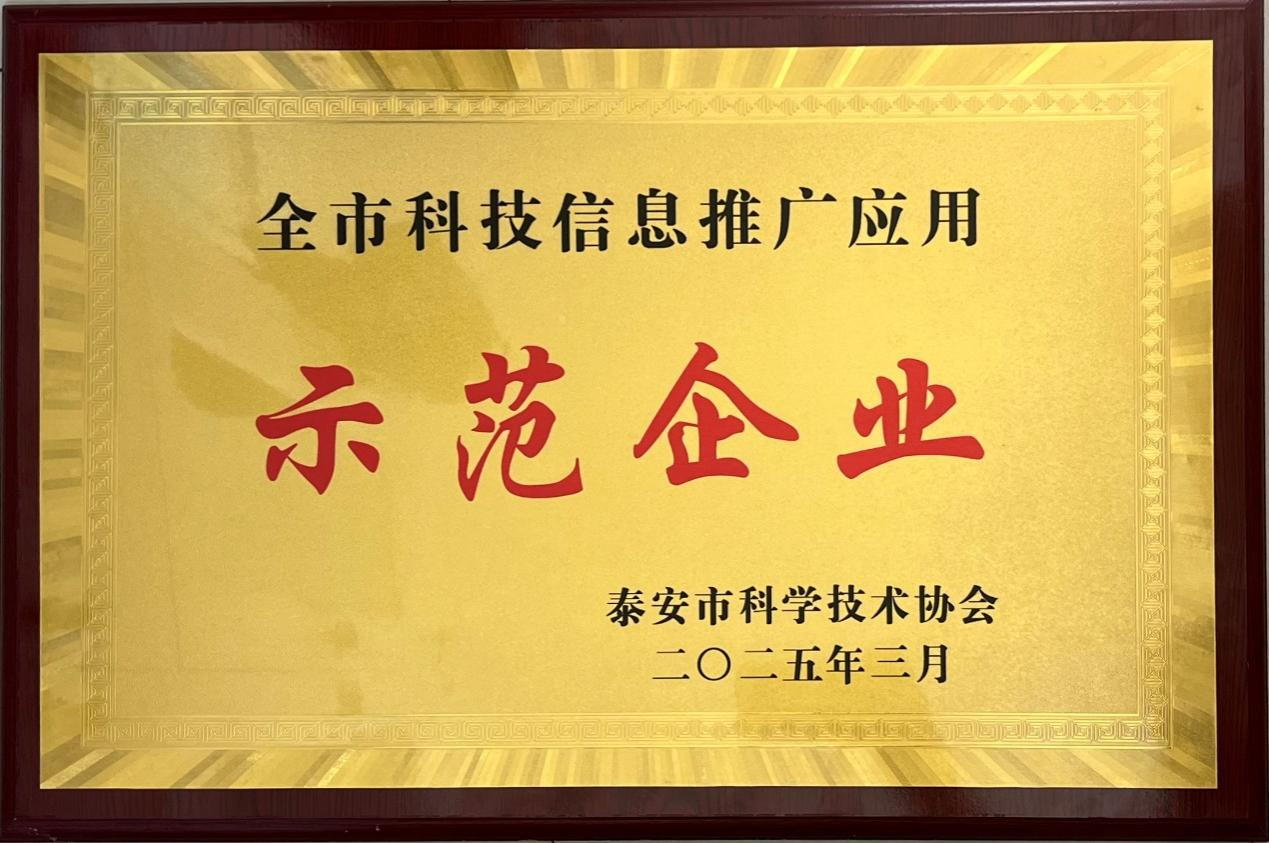 全市科技信息推广应用
示范企业
泰安市科学技术协会
二〇二五年三月